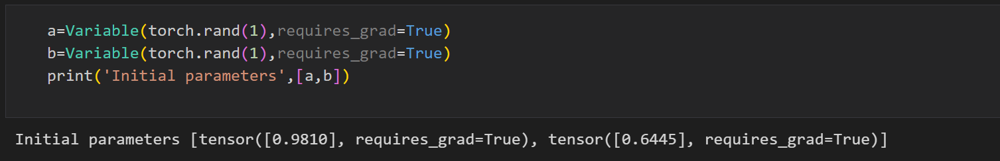 a=Variable(torch.rand(1),requires_grad=True)
b=Variable(torch.rand(1),requires_grad=True)
print('Initial parameters',[a,b])
Initial parameters [tensor([0.9810], requires_grad=True), tensor([0.6445], requires_grad=True)]